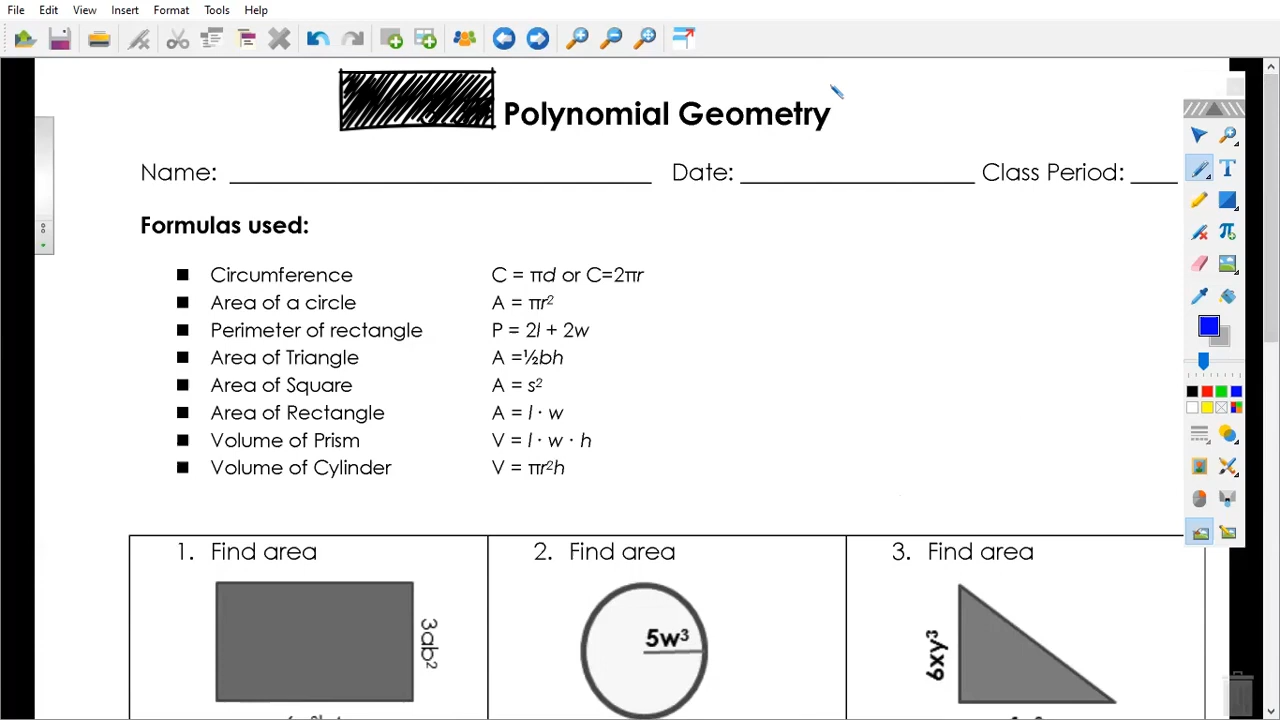 File Edit View Insert Format Tools Help
Polynomial Geometry
Name: ____________________ Date: ____________ Class Period: ____
Formulas used:
■ Circumference C = πd or C=2πr
■ Area of a circle A = πr²
■ Perimeter of rectangle P = 2l + 2w
■ Area of Triangle A =½bh
■ Area of Square A = s²
■ Area of Rectangle A = l · w
■ Volume of Prism V = l · w · h
■ Volume of Cylinder V = πr²h
1. Find area
3ab²
2. Find area
5w³
3. Find area
6xy³